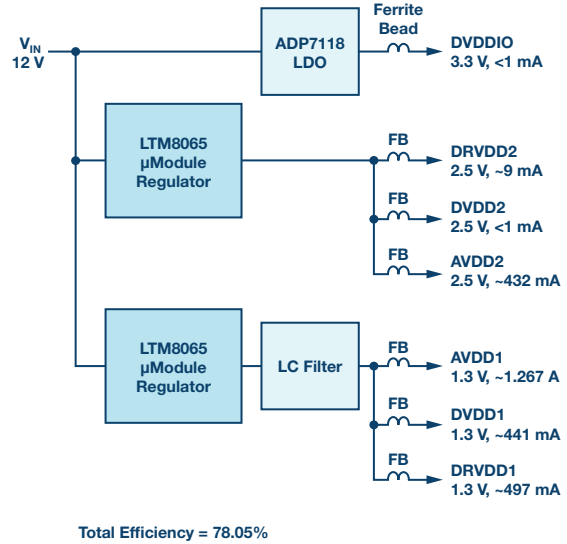 V_IN
12 V
ADP7118
LDO
Ferrite
Bead
DVDDIO
3.3 V, <1 mA
LTM8065
µModule
Regulator
FB
DRVDD2
2.5 V, ~9 mA
FB
DVDD2
2.5 V, <1 mA
FB
AVDD2
2.5 V, ~432 mA
LTM8065
µModule
Regulator
LC Filter
FB
AVDD1
1.3 V, ~1.267 A
FB
DVDD1
1.3 V, ~441 mA
FB
DRVDD1
1.3 V, ~497 mA
Total Efficiency = 78.05%